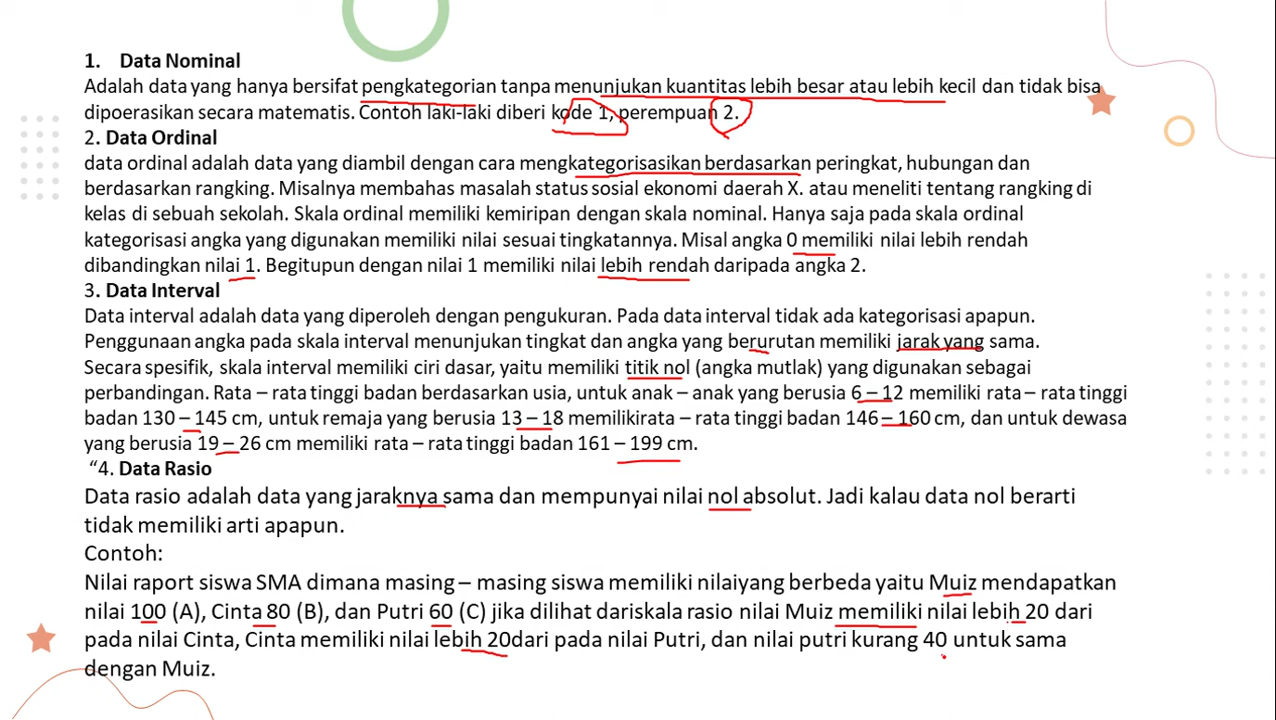 1. Data Nominal
Adalah data yang hanya bersifat pengkategorian tanpa menunjukan kuantitas lebih besar atau lebih kecil dan tidak bisa
dipoerasikan secara matematis. Contoh laki-laki diberi kode 1, perempuan 2.
2. Data Ordinal
data ordinal adalah data yang diambil dengan cara mengkategorisasikan berdasarkan peringkat, hubungan dan
berdasarkan rangking. Misalnya membahas masalah status sosial ekonomi daerah X. atau meneliti tentang rangking di
kelas di sebuah sekolah. Skala ordinal memiliki kemiripan dengan skala nominal. Hanya saja pada skala ordinal
kategorisasi angka yang digunakan memiliki nilai sesuai tingkatannya. Misal angka 0 memiliki nilai lebih rendah
dibandingkan nilai 1. Begitupun dengan nilai 1 memiliki nilai lebih rendah daripada angka 2.
3. Data Interval
Data interval adalah data yang diperoleh dengan pengukuran. Pada data interval tidak ada kategorisasi apapun.
Penggunaan angka pada skala interval menunjukan tingkat dan angka yang berurutan memiliki jarak yang sama.
Secara spesifik, skala interval memiliki ciri dasar, yaitu memiliki titik nol (angka mutlak) yang digunakan sebagai
perbandingan. Rata – rata tinggi badan berdasarkan usia, untuk anak – anak yang berusia 6 – 12 memiliki rata – rata tinggi
badan 130 – 145 cm, untuk remaja yang berusia 13 – 18 memilikirata – rata tinggi badan 146 – 160 cm, dan untuk dewasa
yang berusia 19 – 26 cm memiliki rata – rata tinggi badan 161 – 199 cm.
“4. Data Rasio
Data rasio adalah data yang jaraknya sama dan mempunyai nilai nol absolut. Jadi kalau data nol berarti
tidak memiliki arti apapun.
Contoh:
Nilai raport siswa SMA dimana masing – masing siswa memiliki nilaiyang berbeda yaitu Muiz mendapatkan
nilai 100 (A), Cinta 80 (B), dan Putri 60 (C) jika dilihat dariskala rasio nilai Muiz memiliki nilai lebih 20 dari
pada nilai Cinta, Cinta memiliki nilai lebih 20dari pada nilai Putri, dan nilai putri kurang 40 untuk sama
dengan Muiz.